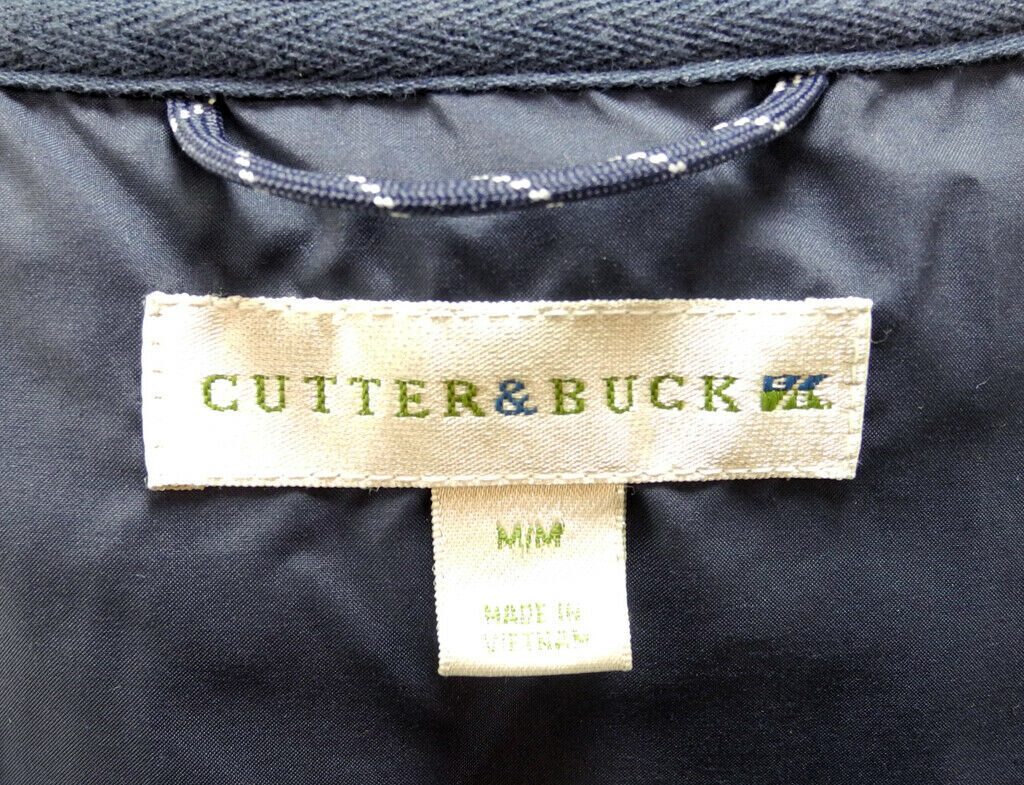 CUTTER & BUCK
M/M
MADE IN
VIETNAM